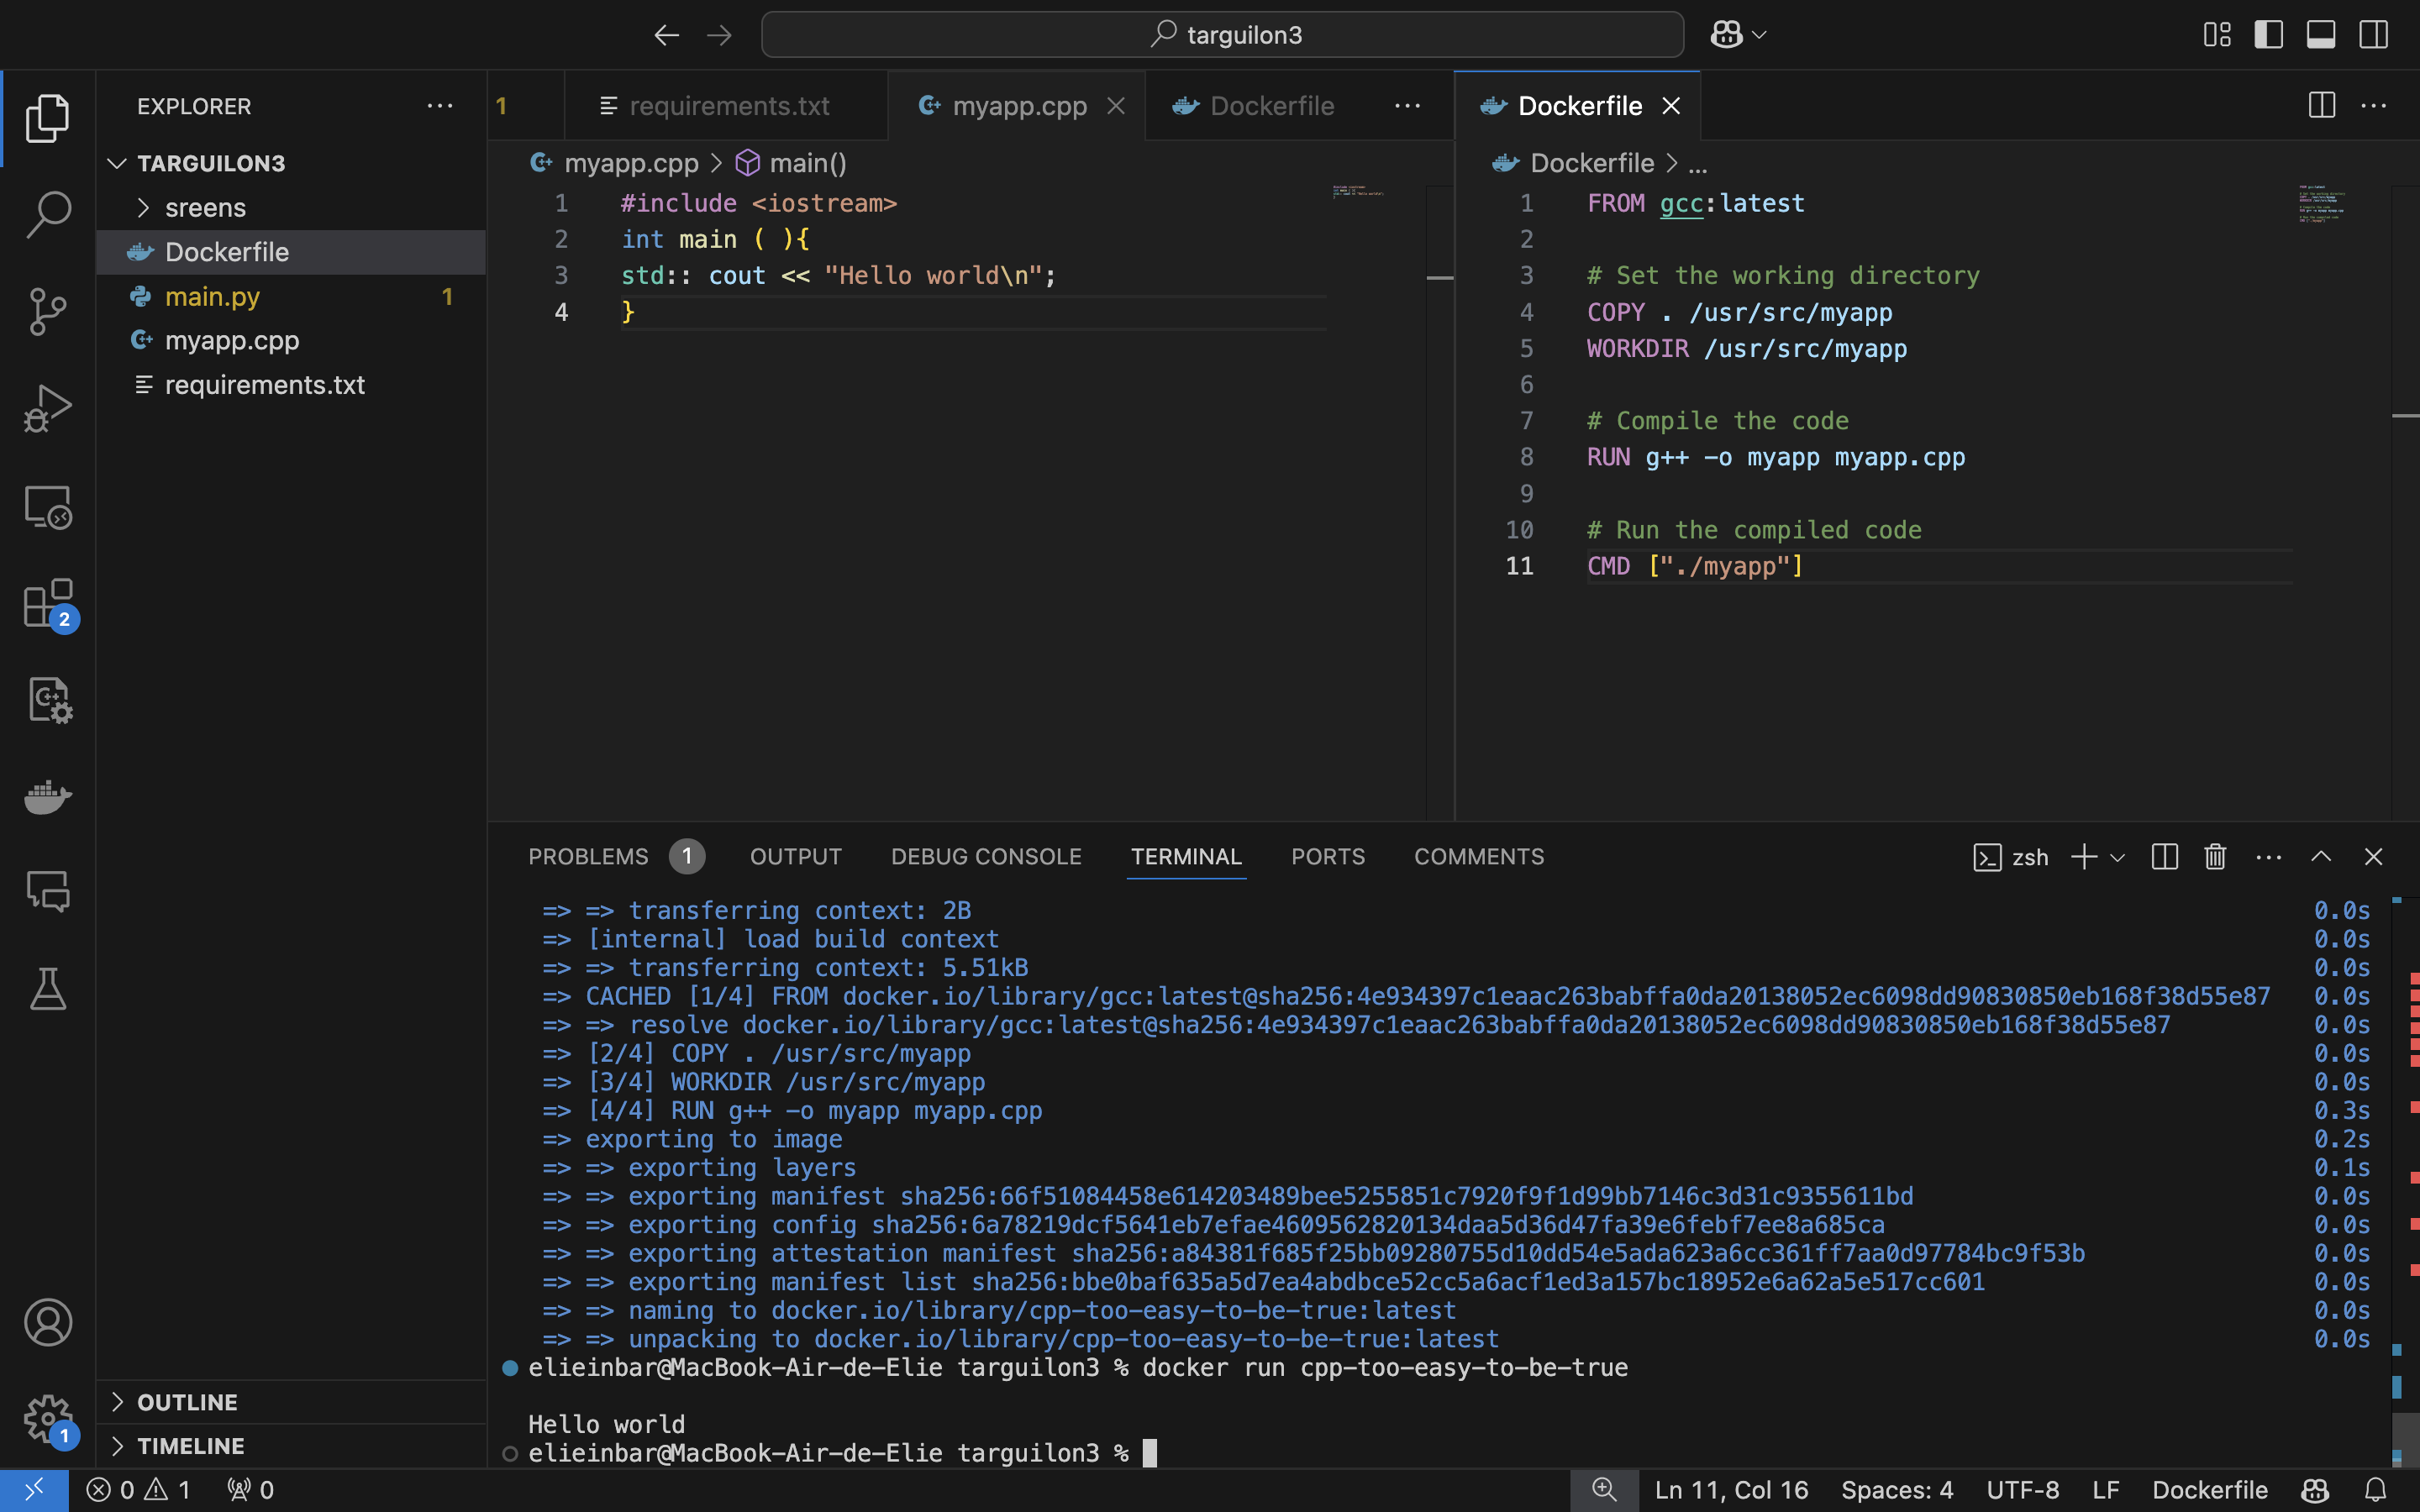 targuilon3
EXPLORER
TARGUILON3
sreens
Dockerfile
main.py 1
myapp.cpp
requirements.txt
OUTLINE
TIMELINE
2
1
1 requirements.txt myapp.cpp Dockerfile
myapp.cpp > main()
1 #include <iostream>
2 int main ( ){
3 std:: cout << "Hello world\n";
4 }
Dockerfile
Dockerfile > ...
1 FROM gcc:latest
2
3 # Set the working directory
4 COPY . /usr/src/myapp
5 WORKDIR /usr/src/myapp
6
7 # Compile the code
8 RUN g++ -o myapp myapp.cpp
9
10 # Run the compiled code
11 CMD ["./myapp"]
PROBLEMS 1 OUTPUT DEBUG CONSOLE TERMINAL PORTS COMMENTS zsh
=> => transferring context: 2B 0.0s
=> [internal] load build context 0.0s
=> => transferring context: 5.51kB 0.0s
=> CACHED [1/4] FROM docker.io/library/gcc:latest@sha256:4e934397c1eaac263babffa0da20138052ec6098dd90830850eb168f38d55e87 0.0s
=> => resolve docker.io/library/gcc:latest@sha256:4e934397c1eaac263babffa0da20138052ec6098dd90830850eb168f38d55e87 0.0s
=> [2/4] COPY . /usr/src/myapp 0.0s
=> [3/4] WORKDIR /usr/src/myapp 0.0s
=> [4/4] RUN g++ -o myapp myapp.cpp 0.3s
=> exporting to image 0.2s
=> => exporting layers 0.1s
=> => exporting manifest sha256:66f51084458e614203489bee5255851c7920f9f1d99bb7146c3d31c9355611bd 0.0s
=> => exporting config sha256:6a78219dcf5641eb7efae4609562820134daa5d36d47fa39e6febf7ee8a685ca 0.0s
=> => exporting attestation manifest sha256:a84381f685f25bb09280755d10dd54e5ada623a6cc361ff7aa0d97784bc9f53b 0.0s
=> => exporting manifest list sha256:bbe0baf635a5d7ea4abdbce52cc5a6acf1ed3a157bc18952e6a62a5e517cc601 0.0s
=> => naming to docker.io/library/cpp-too-easy-to-be-true:latest 0.0s
=> => unpacking to docker.io/library/cpp-too-easy-to-be-true:latest 0.0s
elieinbar@MacBook-Air-de-Elie targuilon3 % docker run cpp-too-easy-to-be-true
Hello world
elieinbar@MacBook-Air-de-Elie targuilon3 %
0 1 0 Ln 11, Col 16 Spaces: 4 UTF-8 LF Dockerfile